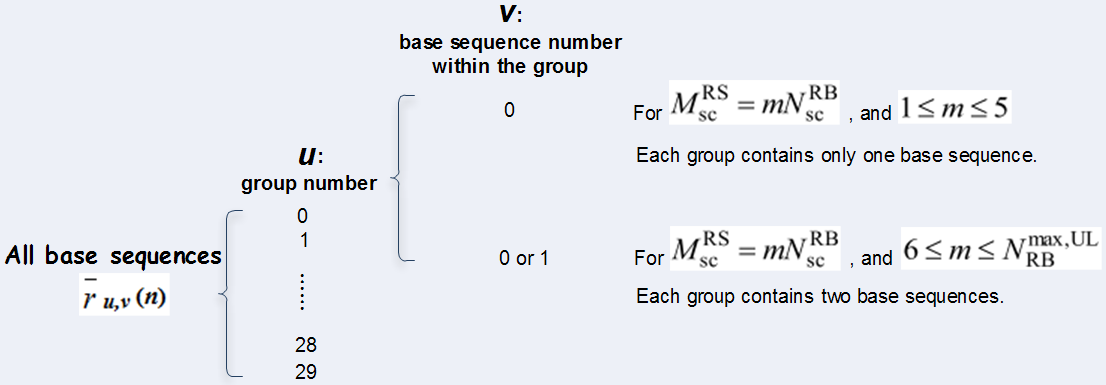 v:
base sequence number
within the group
0
For M_sc^RS = mN_sc^RB , and 1 ≤ m ≤ 5
Each group contains only one base sequence.
u:
group number
0
1
......
28
29
All base sequences
r̄ u,v (n)
0 or 1
For M_sc^RS = mN_sc^RB , and 6 ≤ m ≤ N_RB^max,UL
Each group contains two base sequences.